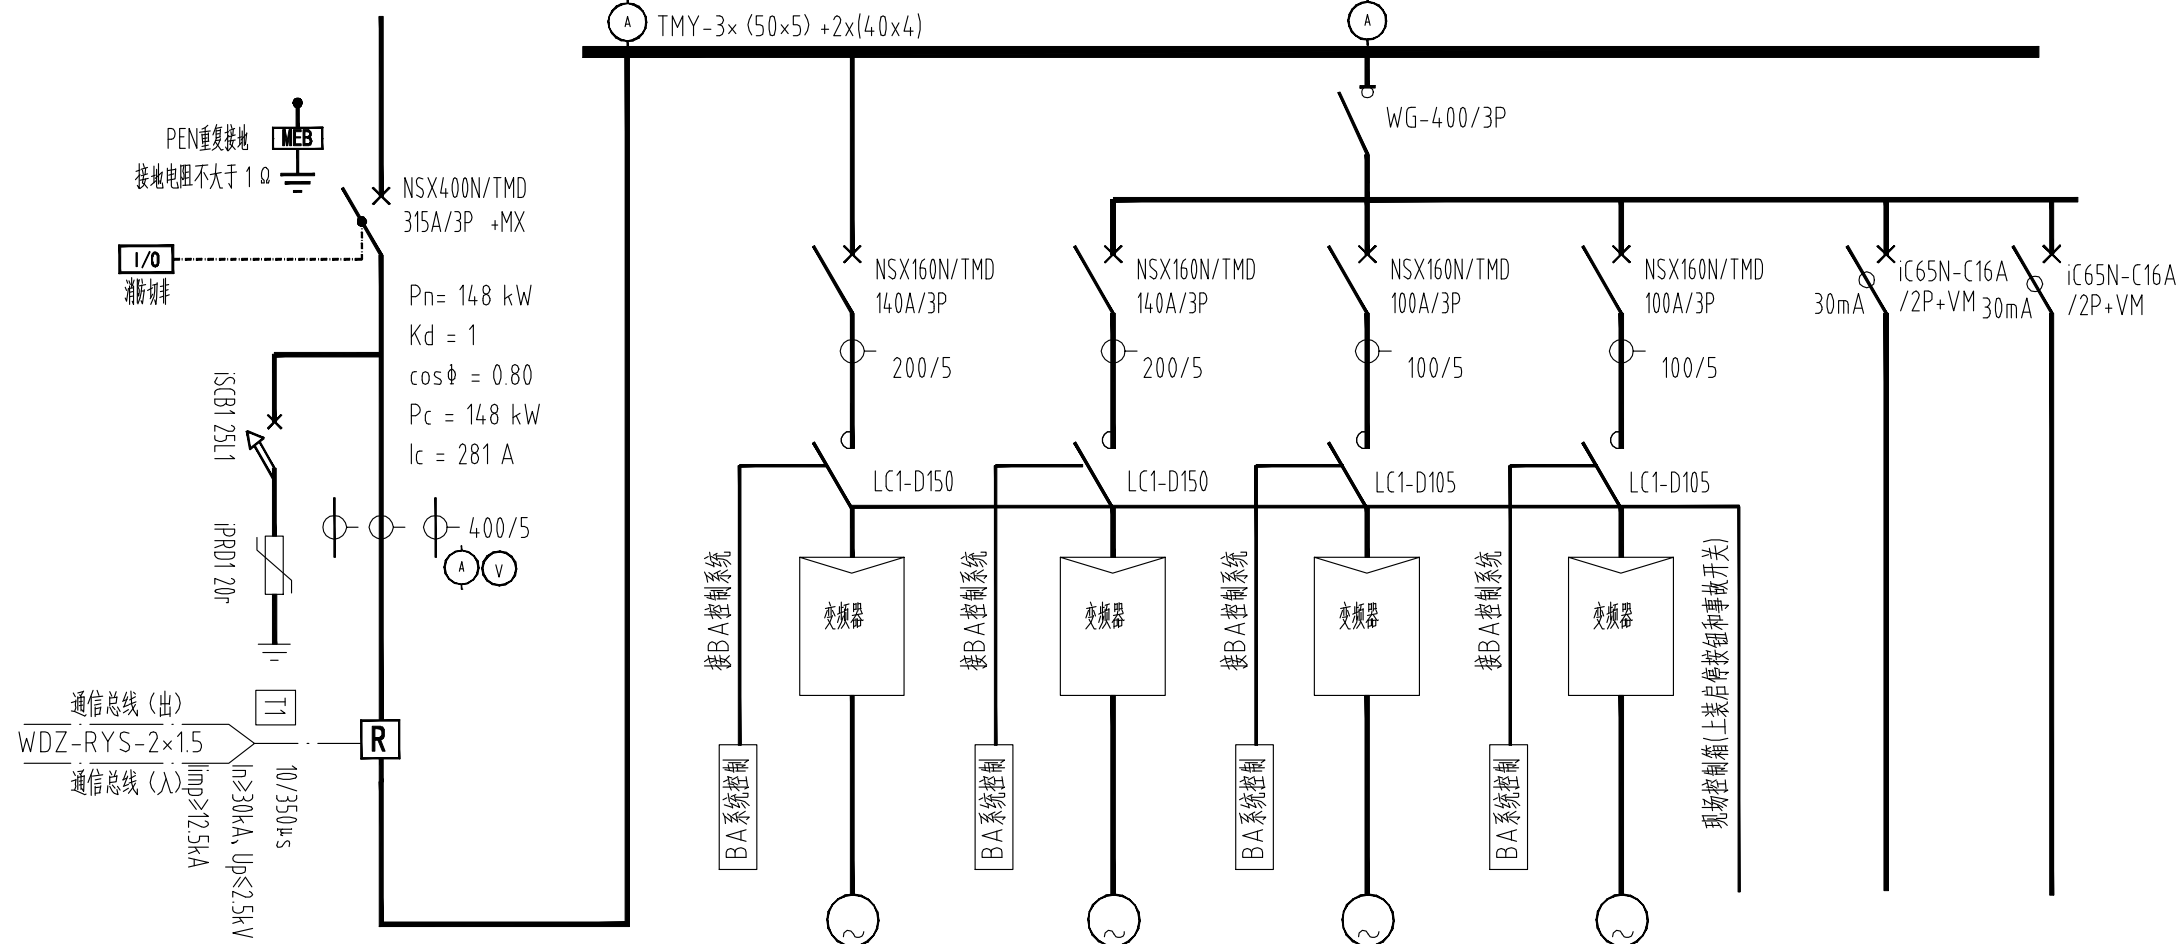 A
TMY-3×(50×5)+2×(40×4)
A
WG-400/3P
PEN重复接地
接地电阻不大于1Ω
MEB
NSX400N/TMD
315A/3P +MX
I/O
消防切非
Pn= 148 kW
Kd = 1
cosΦ = 0.80
Pc = 148 kW
Ic = 281 A
iSCB1 25L1
iPRD1 20r
400/5
A
V
T1
R
通信总线（出）
WDZ-RYS-2×1.5
通信总线（入）
10/350μs
In≥30kA、Up≤2.5kV
Iimp≥12.5kA
NSX160N/TMD
140A/3P
200/5
LC1-D150
接BA控制系统
变频器
BA系统控制
NSX160N/TMD
140A/3P
200/5
LC1-D150
接BA控制系统
变频器
BA系统控制
NSX160N/TMD
100A/3P
100/5
LC1-D105
接BA控制系统
变频器
BA系统控制
NSX160N/TMD
100A/3P
100/5
LC1-D105
接BA控制系统
变频器
BA系统控制
现场控制箱(上装启停按钮和事故开关)
iC65N-C16A
/2P+VM
30mA
iC65N-C16A
/2P+VM
30mA